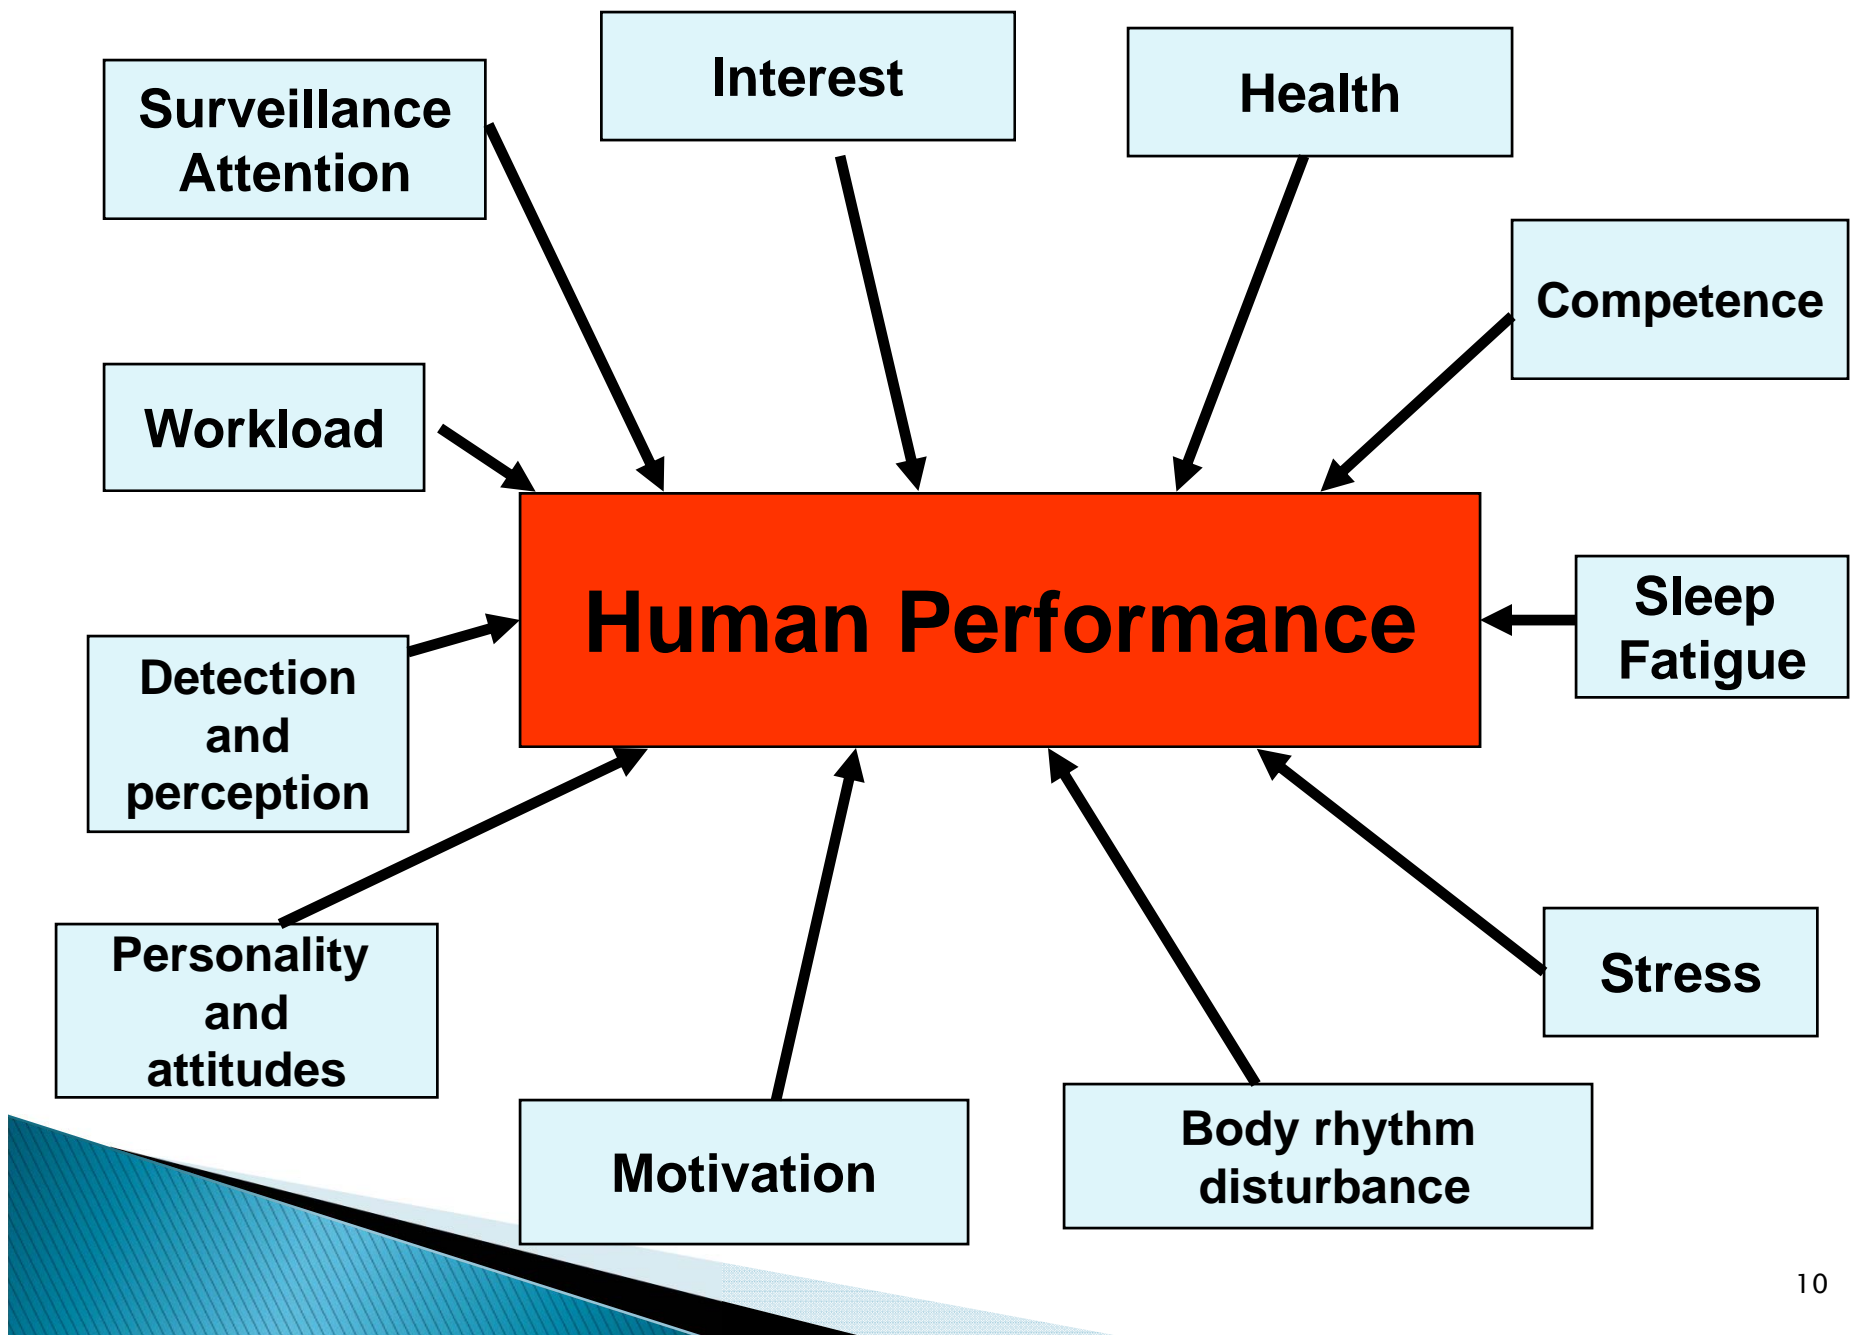 Surveillance
Attention
Interest
Health
Competence
Workload
Human Performance
Sleep
Fatigue
Detection
and
perception
Personality
and
attitudes
Stress
Motivation
Body rhythm
disturbance
10